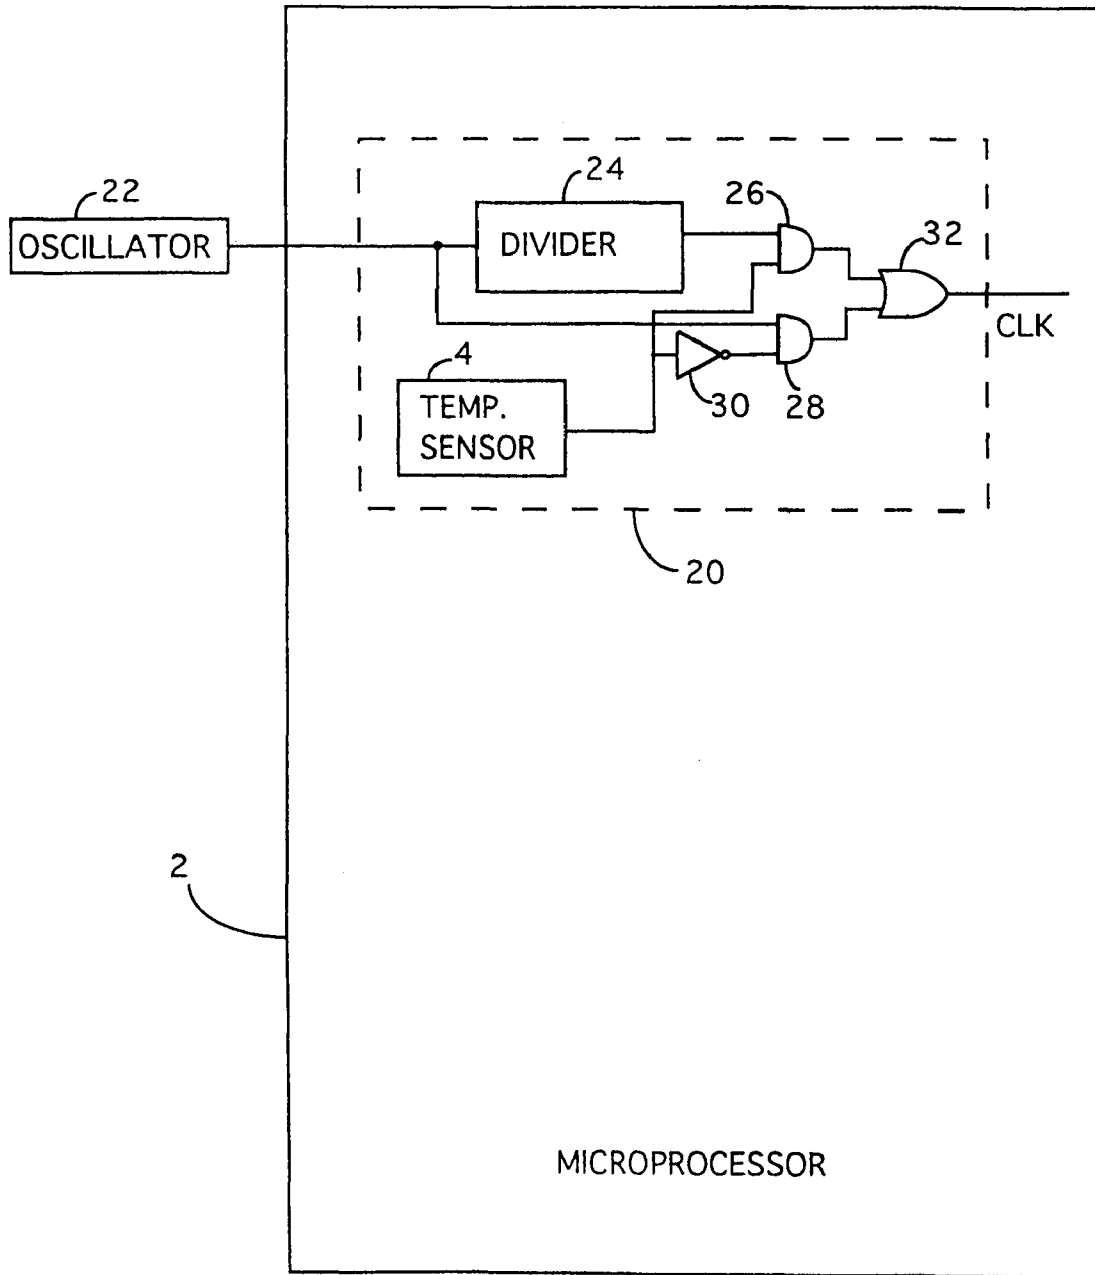 22
OSCILLATOR
24
DIVIDER
26
32
CLK
4
TEMP.
SENSOR
30
28
20
2
MICROPROCESSOR